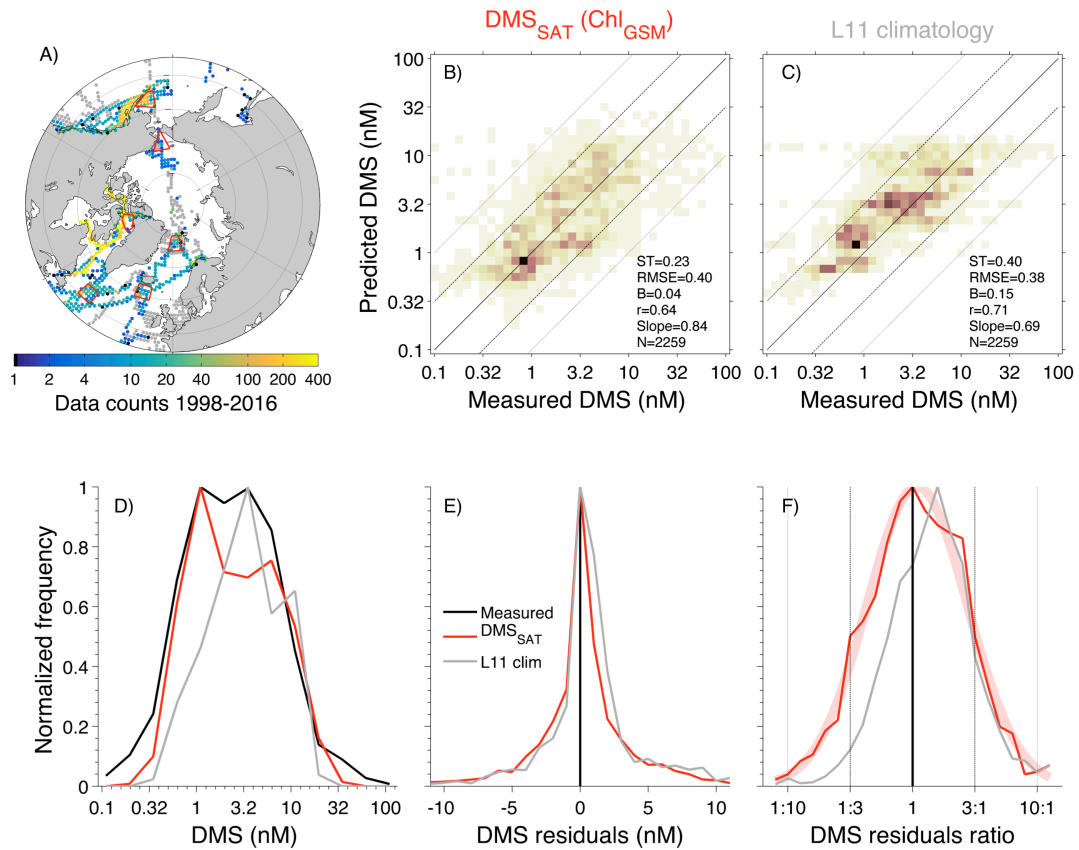 DMS_SAT (Chl_GSM)
L11 climatology
A)
1 2 4 10 20 40 100 200 400
Data counts 1998-2016
B)
Predicted DMS (nM)
100
32
10
3.2
1
0.32
0.1
ST=0.23
RMSE=0.40
B=0.04
r=0.64
Slope=0.84
N=2259
0.1 0.32 1 3.2 10 32 100
Measured DMS (nM)
C)
ST=0.40
RMSE=0.38
B=0.15
r=0.71
Slope=0.69
N=2259
0.1 0.32 1 3.2 10 32 100
Measured DMS (nM)
D)
Normalized frequency
1
0.8
0.6
0.4
0.2
0
0.1 0.32 1 3.2 10 32 100
DMS (nM)
E)
Measured
DMS_SAT
L11 clim
-10 -5 0 5 10
DMS residuals (nM)
F)
1:10 1:3 1 3:1 10:1
DMS residuals ratio